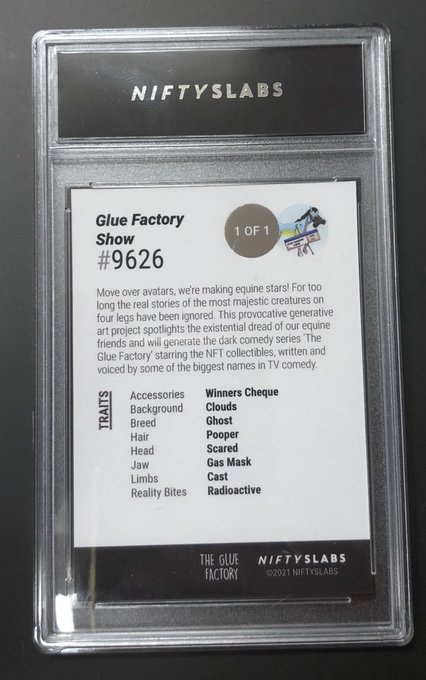 NIFTYSLABS
Glue Factory
Show
#9626
1 OF 1
Move over avatars, we're making equine stars! For too
long the real stories of the most majestic creatures on
four legs have been ignored. This provocative generative
art project spotlights the existential dread of our equine
friends and will generate the dark comedy series 'The
Glue Factory' starring the NFT collectibles, written and
voiced by some of the biggest names in TV comedy.
TRAITS
Accessories Winners Cheque
Background Clouds
Breed Ghost
Hair Pooper
Head Scared
Jaw Gas Mask
Limbs Cast
Reality Bites Radioactive
THE GLUE
FACTORY
NIFTYSLABS
©2021 NIFTYSLABS